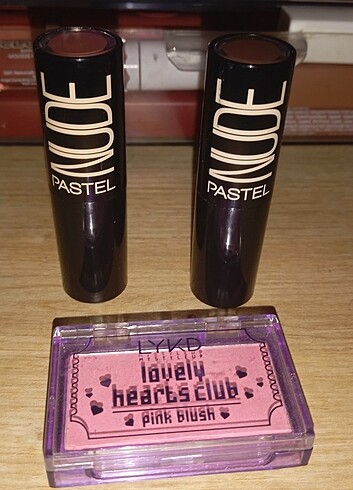 NUDE
PASTEL
NUDE
PASTEL
LYKD
lovely
hearts club
pink blush